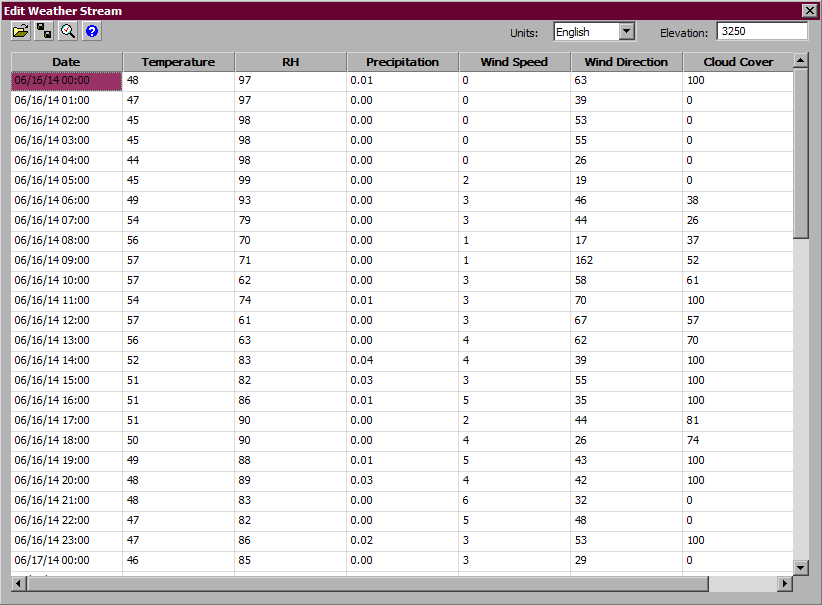 Edit Weather Stream
Units: English Elevation: 3250
Date Temperature RH Precipitation Wind Speed Wind Direction Cloud Cover
06/16/14 00:00 48 97 0.01 0 63 100
06/16/14 01:00 47 97 0.00 0 39 0
06/16/14 02:00 45 98 0.00 0 53 0
06/16/14 03:00 45 98 0.00 0 55 0
06/16/14 04:00 44 98 0.00 0 26 0
06/16/14 05:00 45 99 0.00 2 19 0
06/16/14 06:00 49 93 0.00 3 46 38
06/16/14 07:00 54 79 0.00 3 44 26
06/16/14 08:00 56 70 0.00 1 17 37
06/16/14 09:00 57 71 0.00 1 162 52
06/16/14 10:00 57 62 0.00 3 58 61
06/16/14 11:00 54 74 0.01 3 70 100
06/16/14 12:00 57 61 0.00 3 67 57
06/16/14 13:00 56 63 0.00 4 62 70
06/16/14 14:00 52 83 0.04 4 39 100
06/16/14 15:00 51 82 0.03 3 55 100
06/16/14 16:00 51 86 0.01 5 35 100
06/16/14 17:00 51 90 0.00 2 44 81
06/16/14 18:00 50 90 0.00 4 26 74
06/16/14 19:00 49 88 0.01 5 43 100
06/16/14 20:00 48 89 0.03 4 42 100
06/16/14 21:00 48 83 0.00 6 32 0
06/16/14 22:00 47 82 0.00 5 48 0
06/16/14 23:00 47 86 0.02 3 53 100
06/17/14 00:00 46 85 0.00 3 29 0